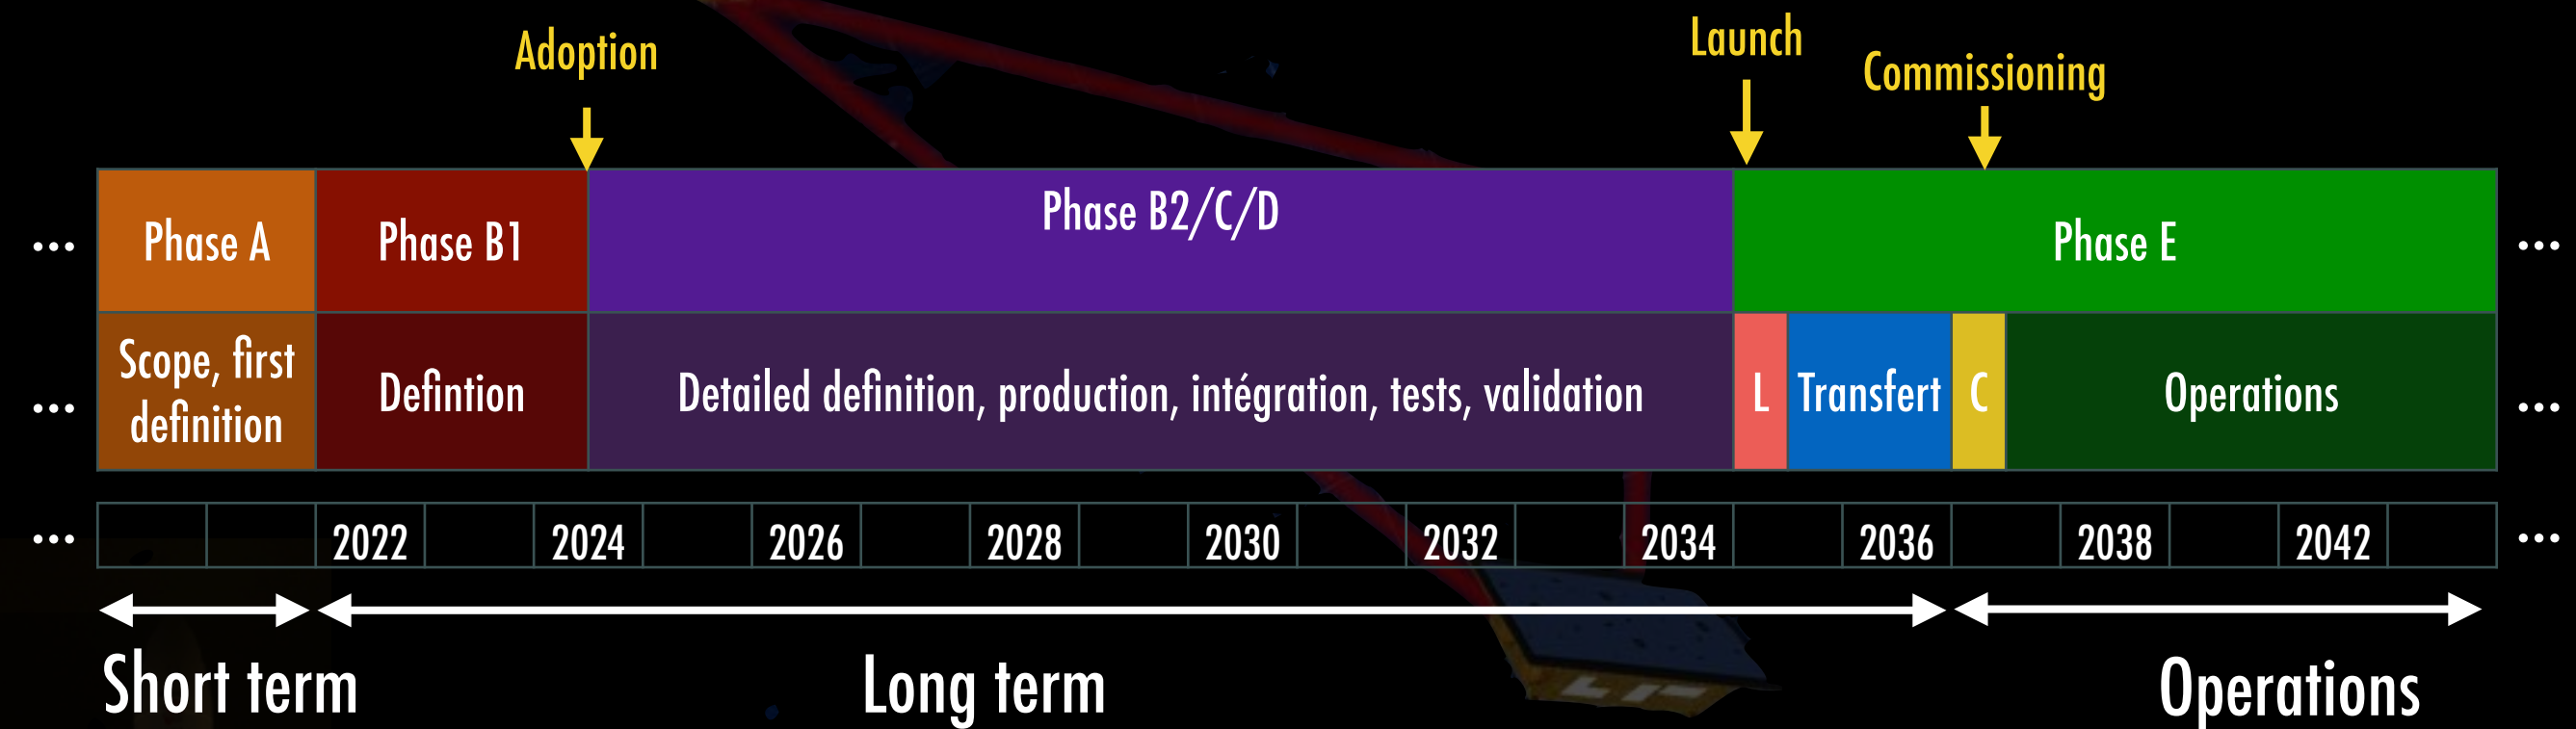 Adoption
Launch
Commissioning
... Phase A Phase B1 Phase B2/C/D Phase E ...
Scope, first
definition
... Defintion Detailed definition, production, intégration, tests, validation L Transfert C Operations ...
... 2022 2024 2026 2028 2030 2032 2034 2036 2038 2042 ...
Short term Long term Operations